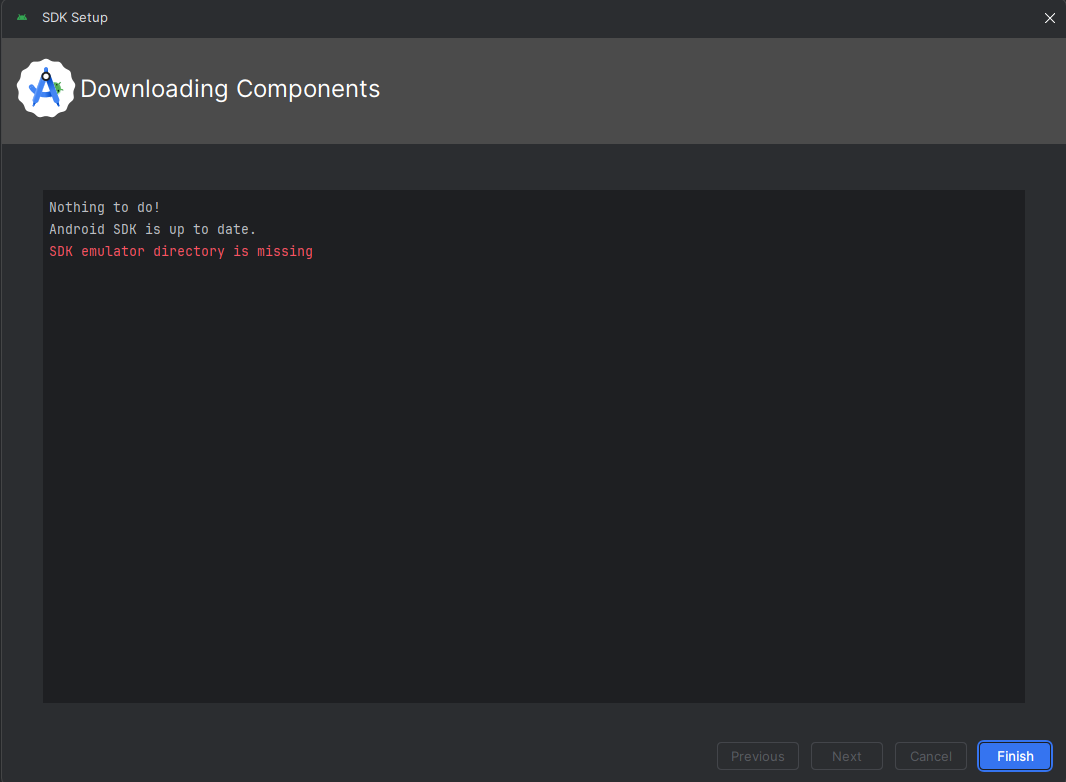 SDK Setup
Downloading Components
Nothing to do!
Android SDK is up to date.
SDK emulator directory is missing
Previous Next Cancel Finish